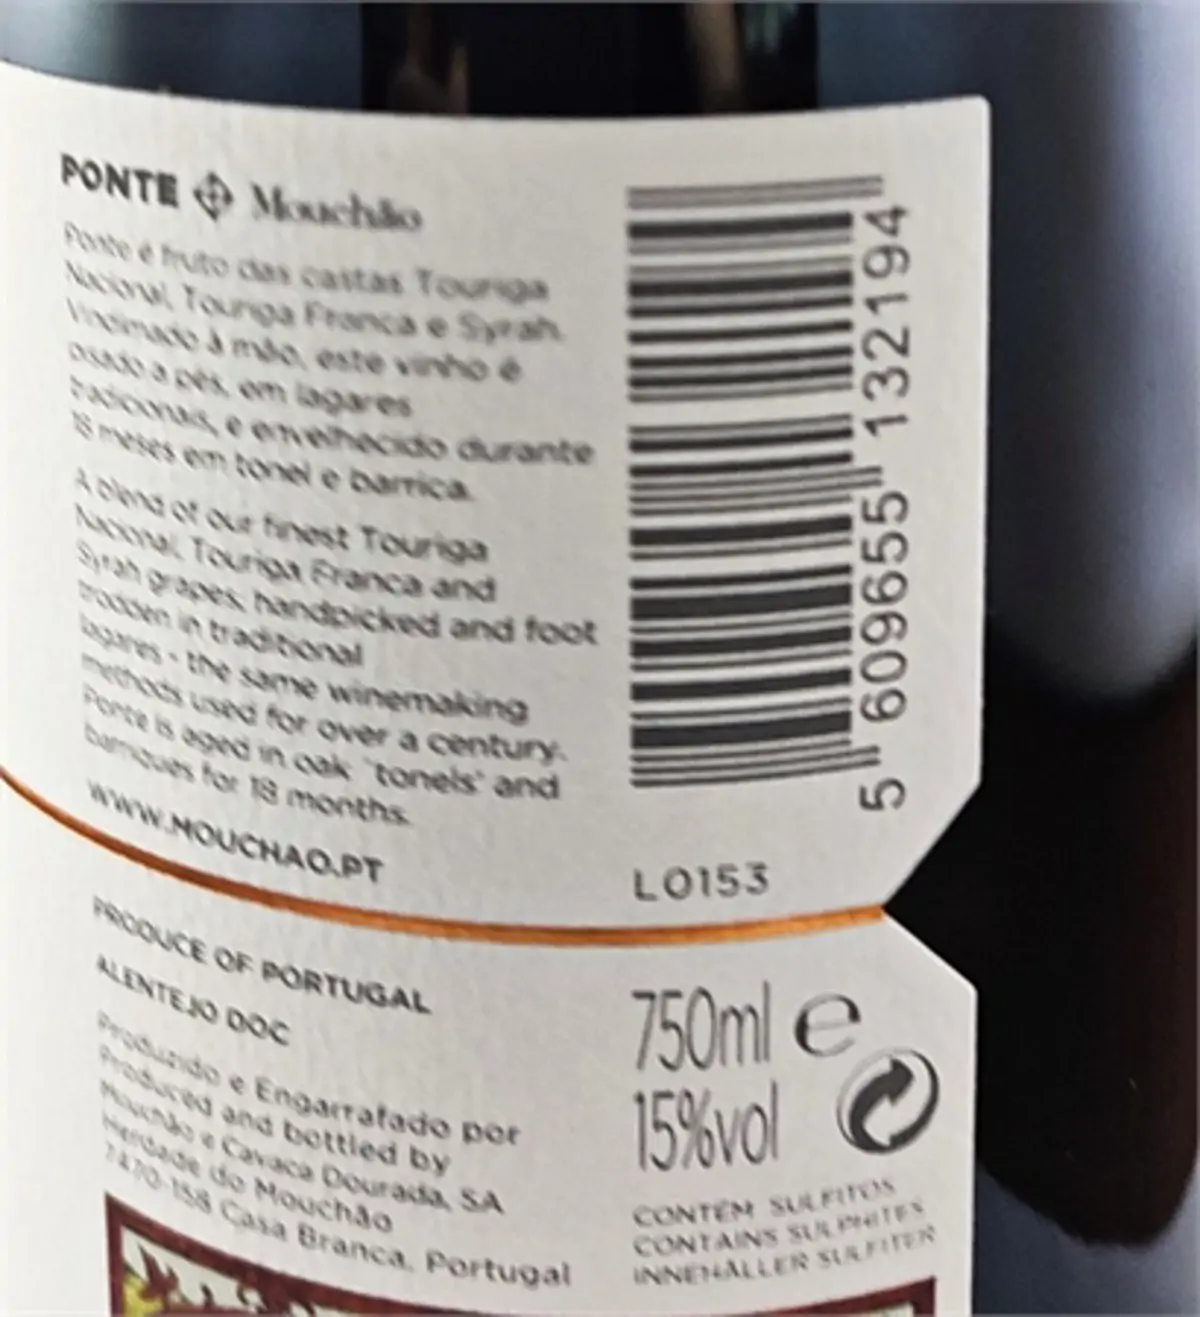 PONTE Mouchão
Ponte é fruto das castas Touriga
Nacional, Touriga Franca e Syrah.
Vindimado à mão, este vinho é
pisado a pés, em lagares
tradicionais, e envelhecido durante
18 meses em tonel e barrica.
A blend of our finest Touriga
Nacional, Touriga Franca and
Syrah grapes, handpicked and foot
trodden in traditional
lagares - the same winemaking
methods used for over a century.
Ponte is aged in oak "tonels" and
barriques for 18 months.
WWW.MOUCHAO.PT
5 609655 132194
L0153
PRODUCE OF PORTUGAL
ALENTEJO DOC
Produzido e Engarrafado por
Produced and bottled by
Mouchão e Cavaca Dourada, SA
Herdade do Mouchão
7470-158 Casa Branca, Portugal
750ml e
15%vol
CONTÉM SULFITOS
CONTAINS SULPHITES
INNEHÅLLER SULFITER